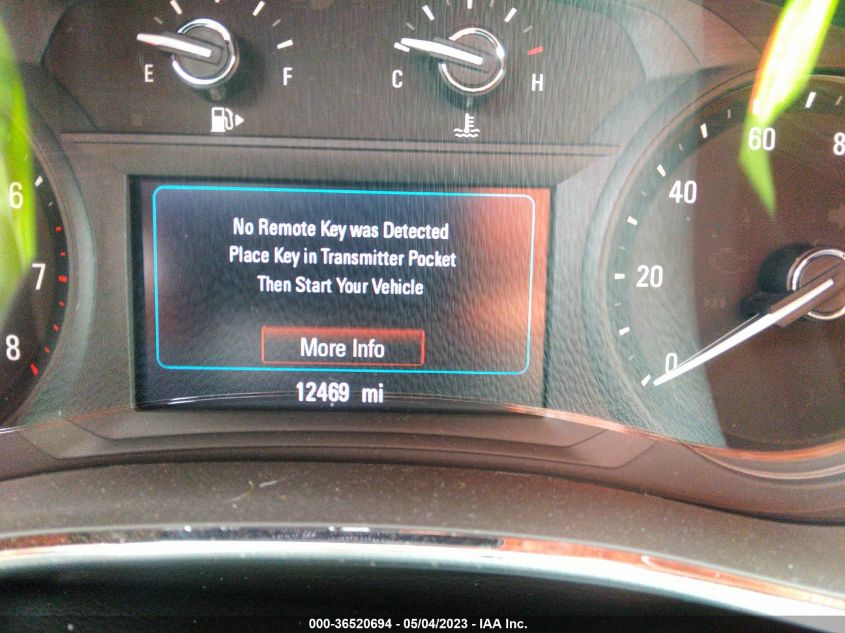 E F C H
6
7
8
No Remote Key was Detected
Place Key in Transmitter Pocket
Then Start Your Vehicle
More Info
12469 mi
0
20
40
60
8
000-36520694 - 05/04/2023 - IAA Inc.